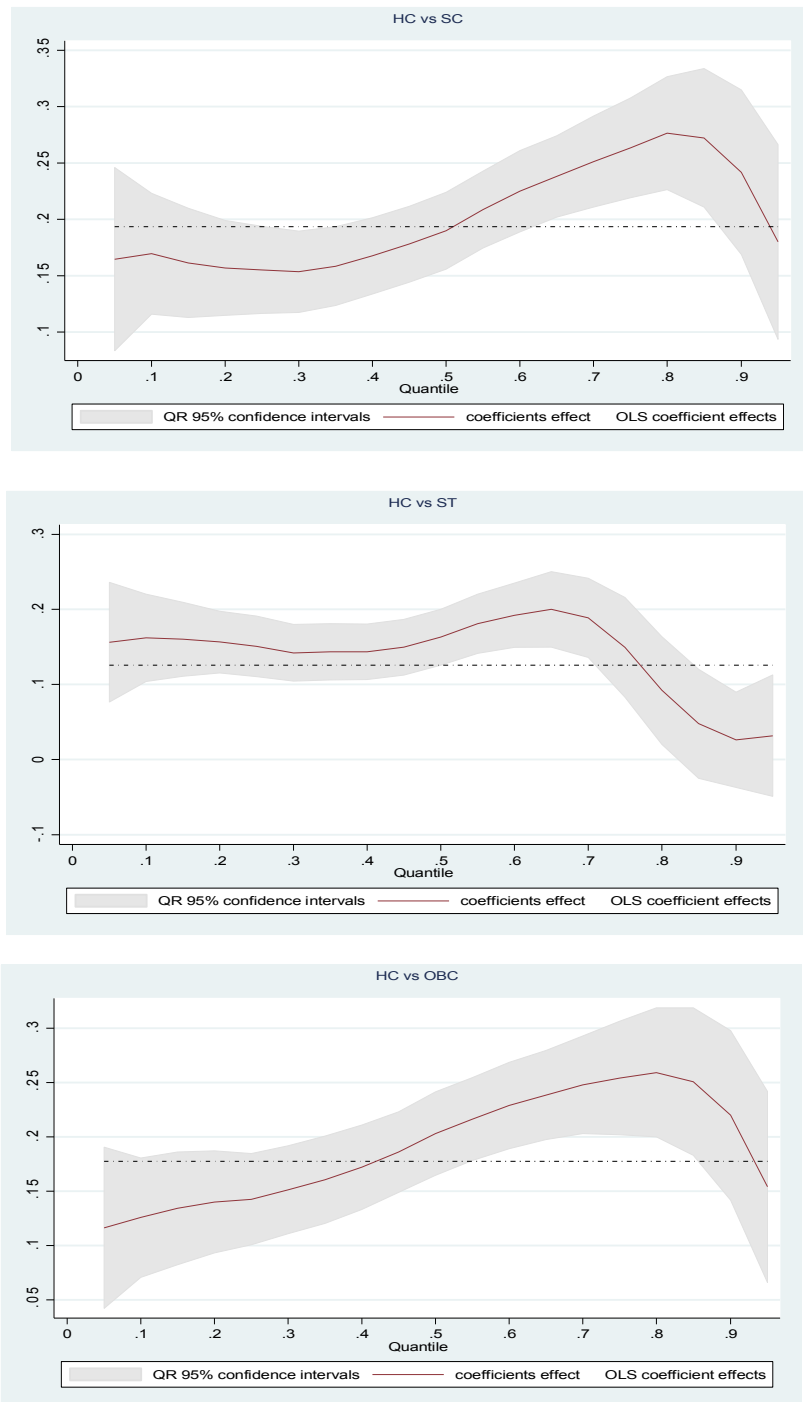 HC vs SC
.35
.3
.25
.2
.15
.1
0 .1 .2 .3 .4 .5 .6 .7 .8 .9
Quantile
QR 95% confidence intervals coefficients effect OLS coefficient effects
HC vs ST
.3
.2
.1
0
-.1
0 .1 .2 .3 .4 .5 .6 .7 .8 .9
Quantile
QR 95% confidence intervals coefficients effect OLS coefficient effects
HC vs OBC
.3
.25
.2
.15
.1
.05
0 .1 .2 .3 .4 .5 .6 .7 .8 .9
Quantile
QR 95% confidence intervals coefficients effect OLS coefficient effects